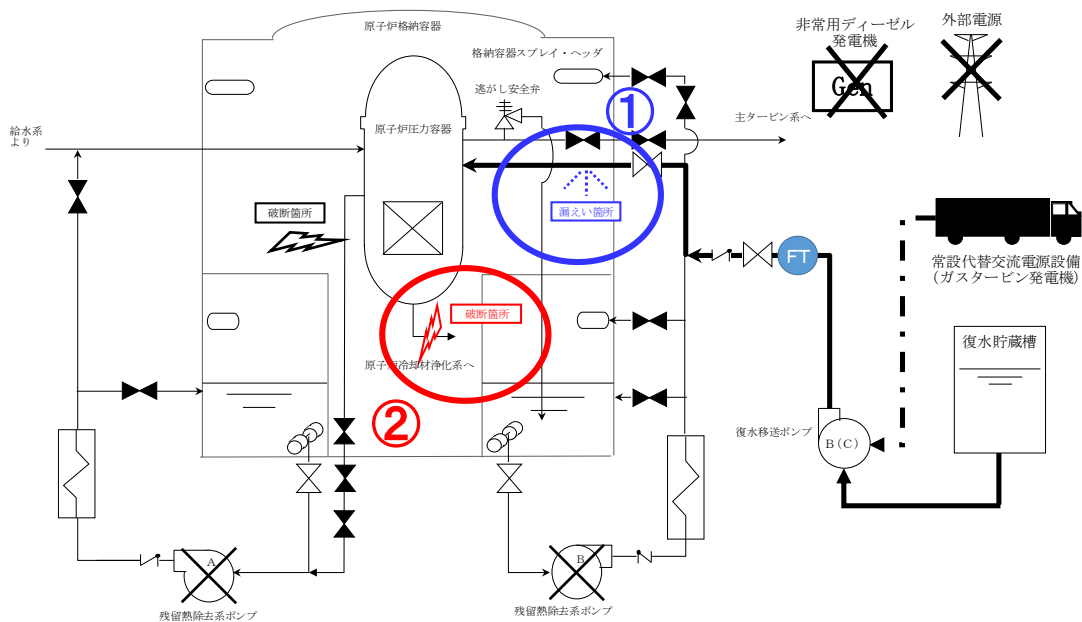 原子炉格納容器
非常用ディーゼル
発電機
Gen
外部電源
格納容器スプレイ・ヘッダ
逃がし安全弁
①
給水系
より
原子炉圧力容器
主タービン系へ
破断箇所
漏えい箇所
FT
常設代替交流電源設備
（ガスタービン発電機）
破断箇所
復水貯蔵槽
原子炉冷却材浄化系へ
②
復水移送ポンプ
B(C)
A
B
残留熱除去系ポンプ
残留熱除去系ポンプ